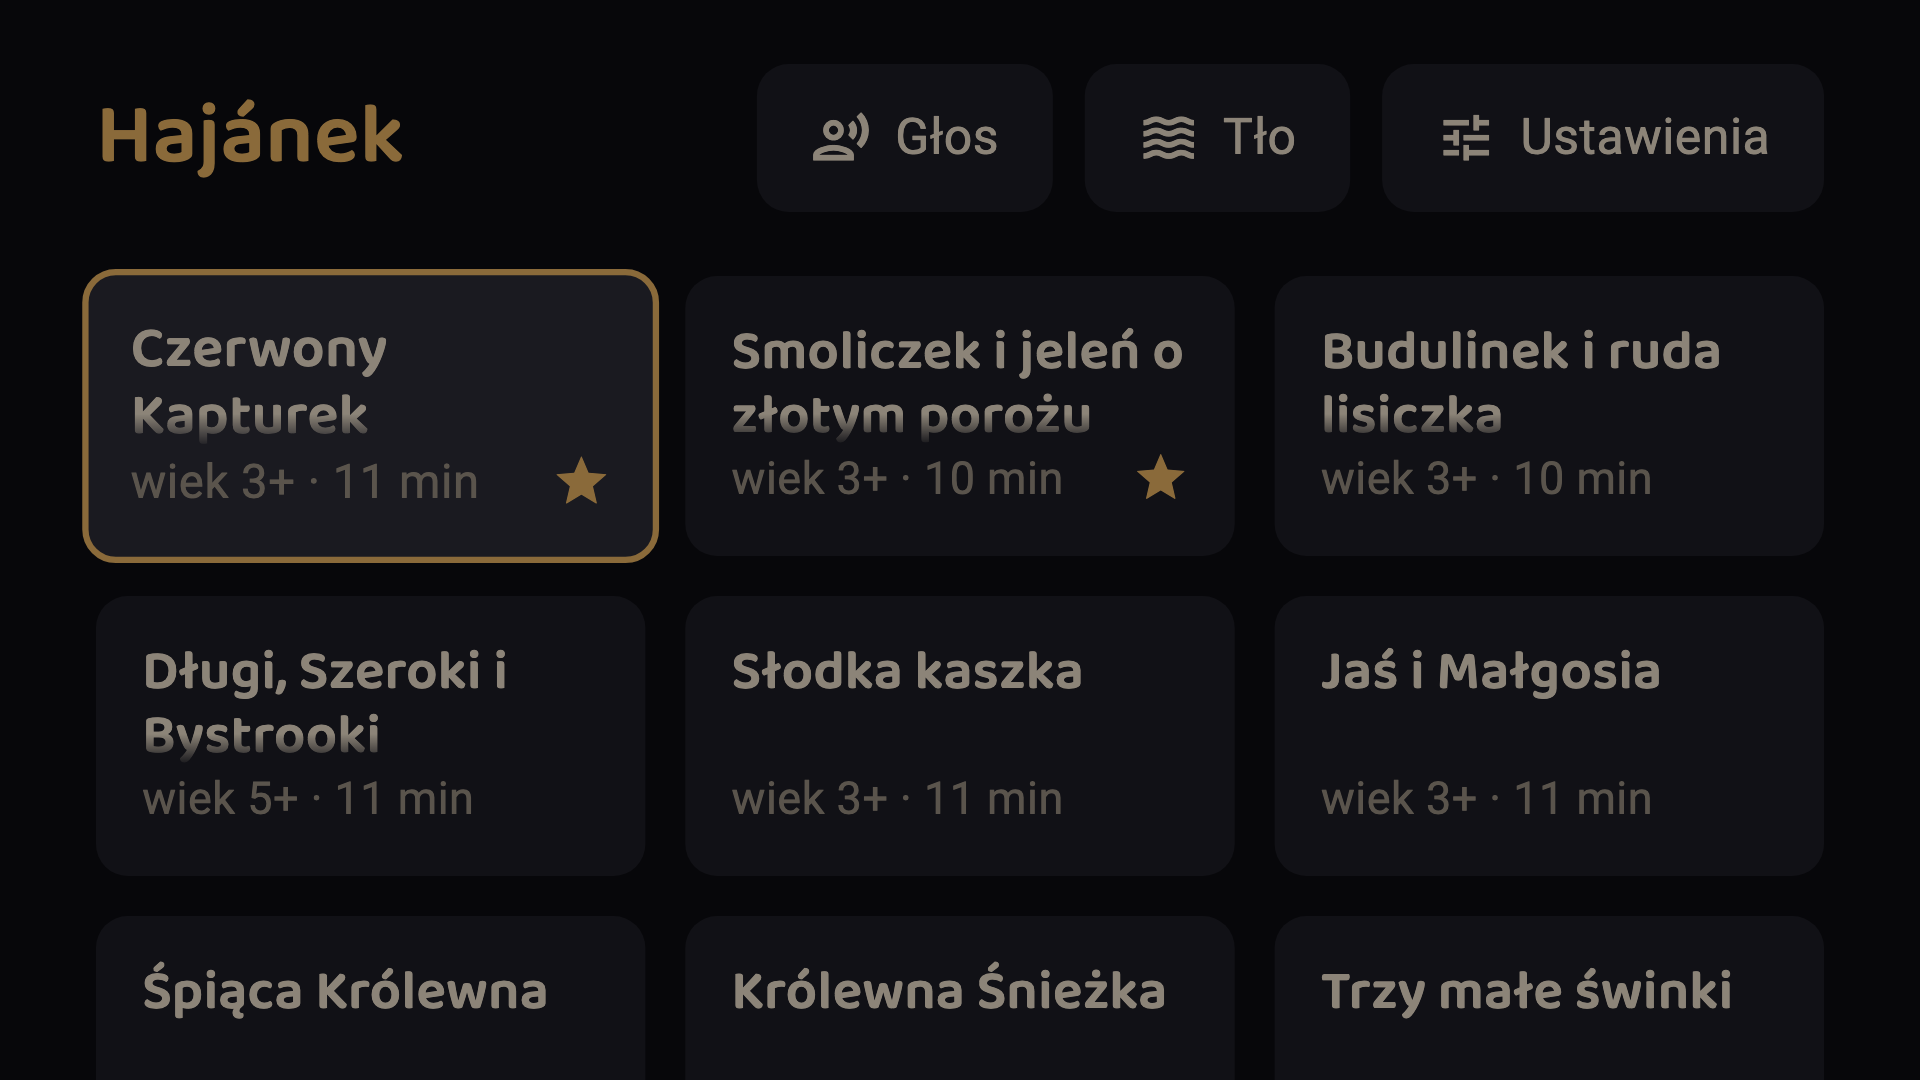 Hajánek
Głos
Tło
Ustawienia
Czerwony
Kapturek
wiek 3+ · 11 min
Smoliczek i jeleń o
złotym porożu
wiek 3+ · 10 min
Budulinek i ruda
lisiczka
wiek 3+ · 10 min
Długi, Szeroki i
Bystrooki
wiek 5+ · 11 min
Słodka kaszka
wiek 3+ · 11 min
Jaś i Małgosia
wiek 3+ · 11 min
Śpiąca Królewna
Królewna Śnieżka
Trzy małe świnki